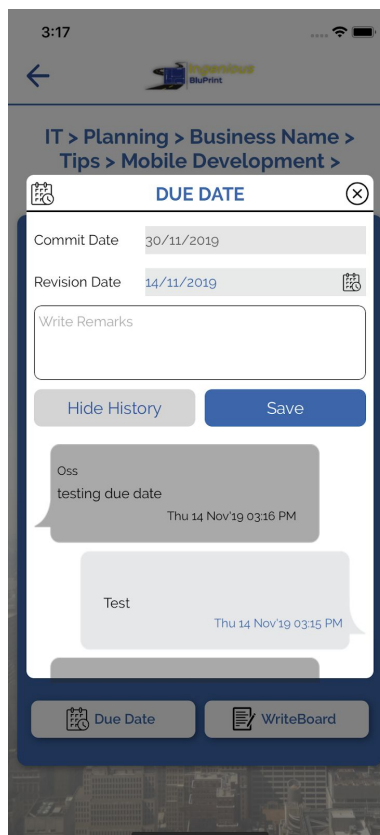 3:17
Ingenious
BluPrint
IT > Planning > Business Name >
Tips > Mobile Development >
DUE DATE
Commit Date 30/11/2019
Revision Date 14/11/2019
Write Remarks
Hide History Save
Oss
testing due date
Thu 14 Nov'19 03:16 PM
Test
Thu 14 Nov'19 03:15 PM
Due Date WriteBoard